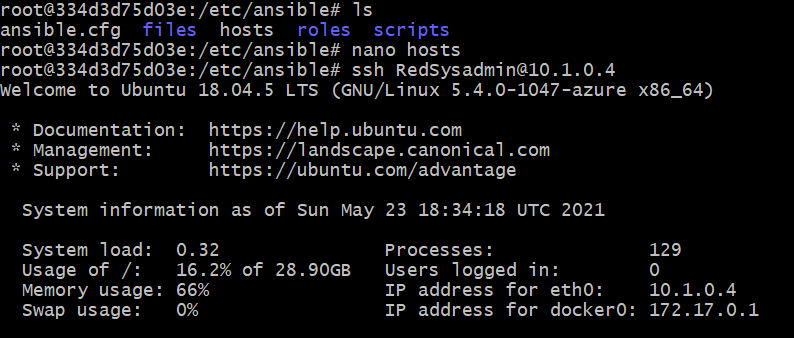 root@334d3d75d03e:/etc/ansible# ls
ansible.cfg  files  hosts  roles  scripts
root@334d3d75d03e:/etc/ansible# nano hosts
root@334d3d75d03e:/etc/ansible# ssh RedSysadmin@10.1.0.4
Welcome to Ubuntu 18.04.5 LTS (GNU/Linux 5.4.0-1047-azure x86_64)

 * Documentation:  https://help.ubuntu.com
 * Management:     https://landscape.canonical.com
 * Support:        https://ubuntu.com/advantage

  System information as of Sun May 23 18:34:18 UTC 2021

  System load:  0.32               Processes:              129
  Usage of /:   16.2% of 28.90GB   Users logged in:        0
  Memory usage: 66%                IP address for eth0:    10.1.0.4
  Swap usage:   0%                 IP address for docker0: 172.17.0.1